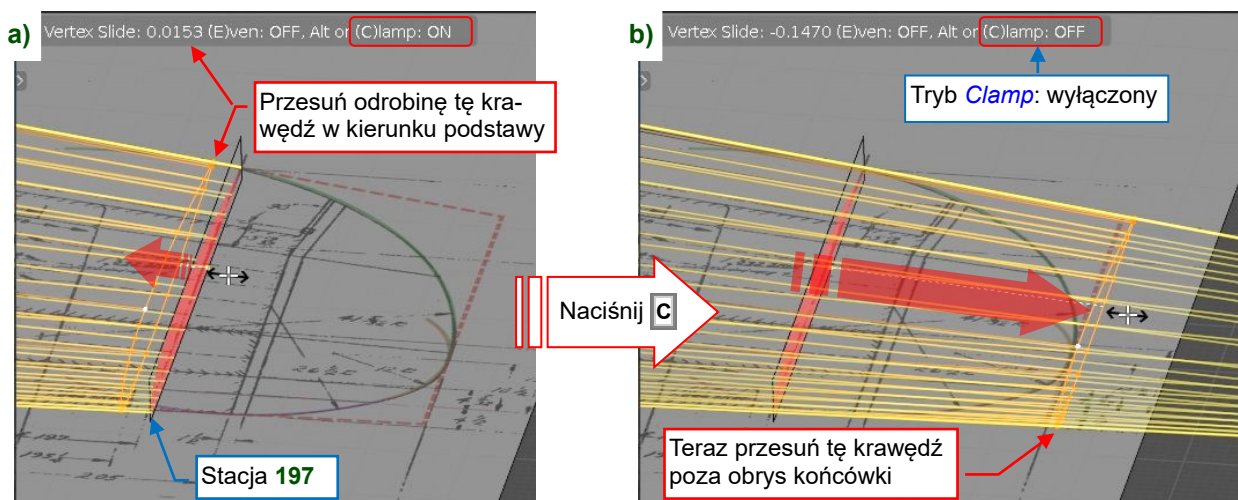 a)
Vertex Slide: 0.0153 (E)ven: OFF, Alt or (C)lamp: ON
Przesuń odrobinę tę kra-
wędź w kierunku podstawy
Stacja 197
Naciśnij C
b)
Vertex Slide: -0.1470 (E)ven: OFF, Alt or (C)lamp: OFF
Tryb Clamp: wyłączony
Teraz przesuń tę krawędź
poza obrys końcówki
205